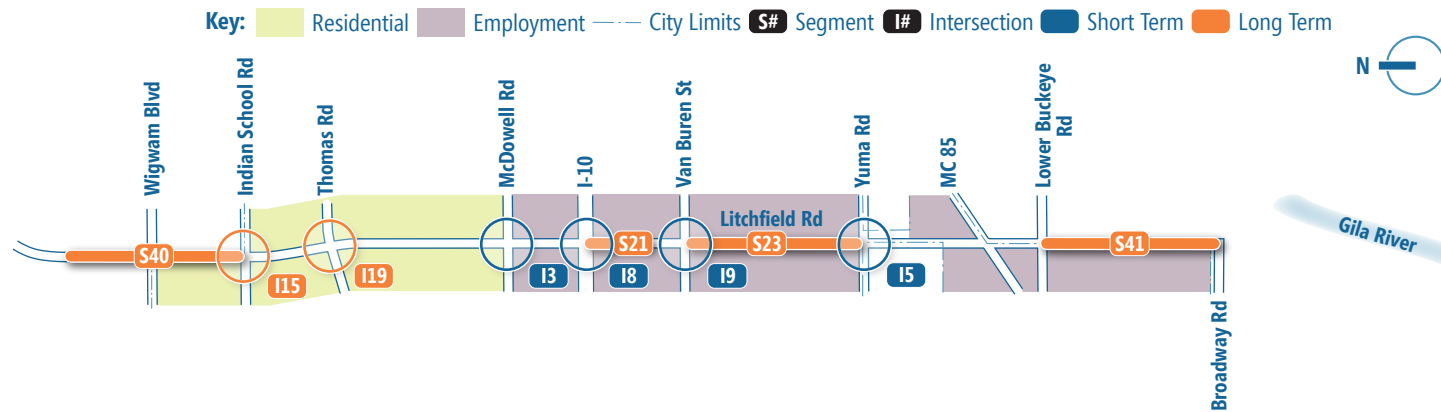 Key: Residential Employment City Limits S# Segment I# Intersection Short Term Long Term
N
Wigwam Blvd
Indian School Rd
Thomas Rd
McDowell Rd
I-10
Van Buren St
Yuma Rd
MC 85
Lower Buckeye
Rd
Litchfield Rd
Gila River
S40
S21
S23
S41
I15
I19
I3
I8
I9
I5
Broadway Rd